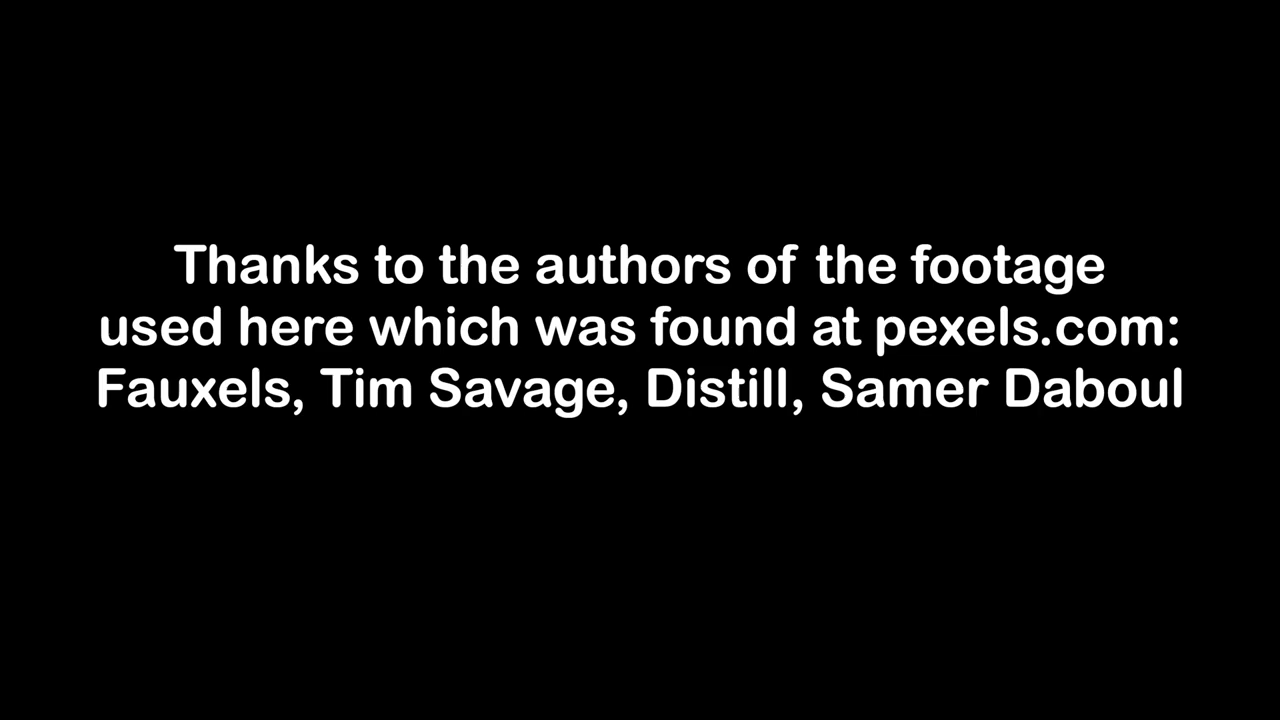 Thanks to the authors of the footage
used here which was found at pexels.com:
Fauxels, Tim Savage, Distill, Samer Daboul